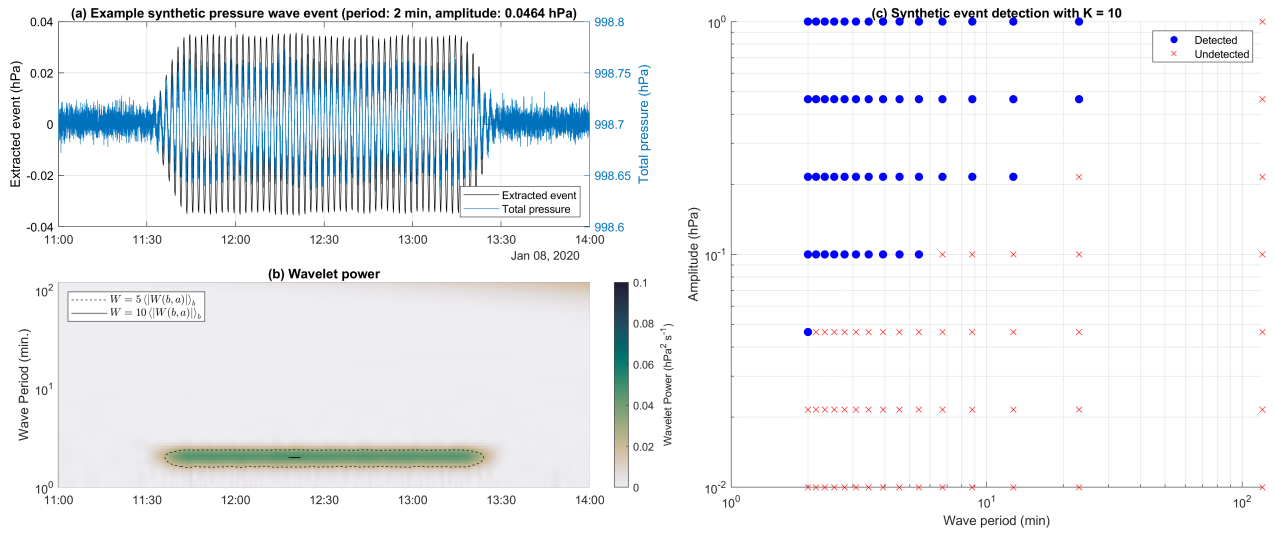 (a) Example synthetic pressure wave event (period: 2 min, amplitude: 0.0464 hPa)
0.04
0.02
0
-0.02
-0.04
Extracted event (hPa)
998.8
998.75
998.7
998.65
998.6
Total pressure (hPa)
Extracted event
Total pressure
11:00
11:30
12:00
12:30
13:00
13:30
14:00
Jan 08, 2020
(b) Wavelet power
10²
10¹
10⁰
Wave Period (min.)
W = 5 ⟨|W(b, a)|⟩_b
W = 10 ⟨|W(b, a)|⟩_b
11:00
11:30
12:00
12:30
13:00
13:30
14:00
0.1
0.08
0.06
0.04
0.02
0
Wavelet Power (hPa² s⁻¹)
(c) Synthetic event detection with K = 10
10⁰
10⁻¹
10⁻²
Amplitude (hPa)
Detected
Undetected
10⁰
10¹
10²
Wave period (min)